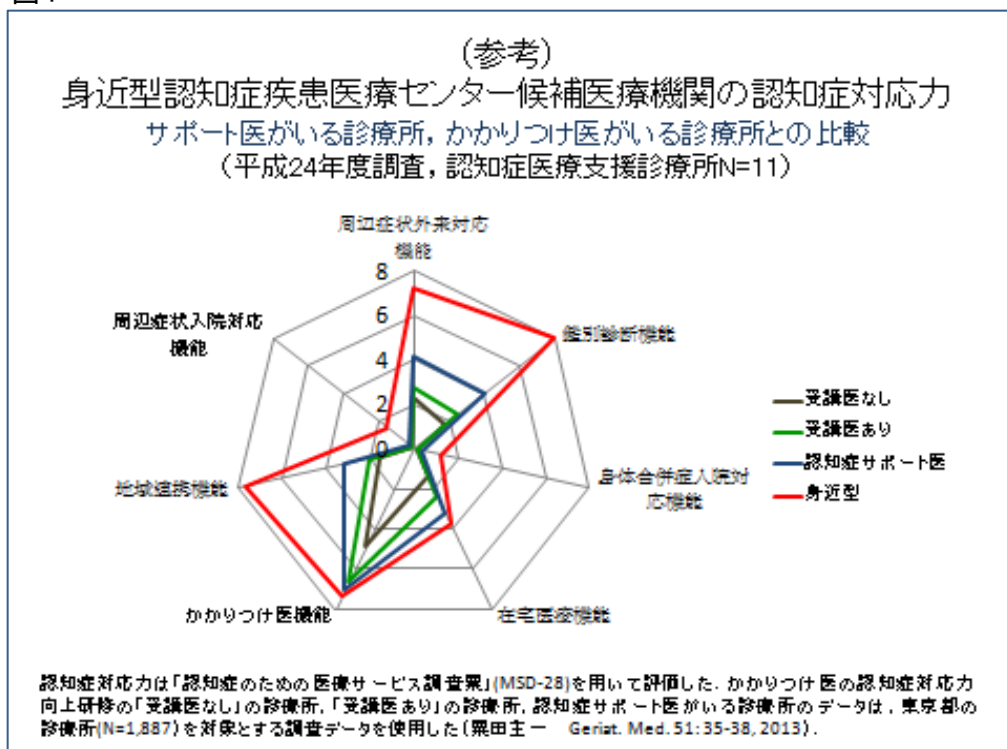 (参考)
身近型認知症疾患医療センター候補医療機関の認知症対応力
サポート医がいる診療所，かかりつけ医がいる診療所との比較
（平成24年度調査，認知症医療支援診療所N=11）
周辺症状外来対応
機能
8
6
4
2
0
鑑別診断機能
身体合併症入院対
応機能
在宅医療機能
かかりつけ医機能
地域連携機能
周辺症状入院対応
機能
受講医なし
受講医あり
認知症サポート医
身近型
認知症対応力は「認知症のための医療サービス調査票」(MSD-28)を用いて評価した．かかりつけ医の認知症対応力
向上研修の「受講医なし」の診療所，「受講医あり」の診療所，認知症サポート医がいる診療所のデータは，東京都の
診療所(N=1,887)を対象とする調査データを使用した（粟田主一　Geriat. Med. 51: 35-38, 2013）．